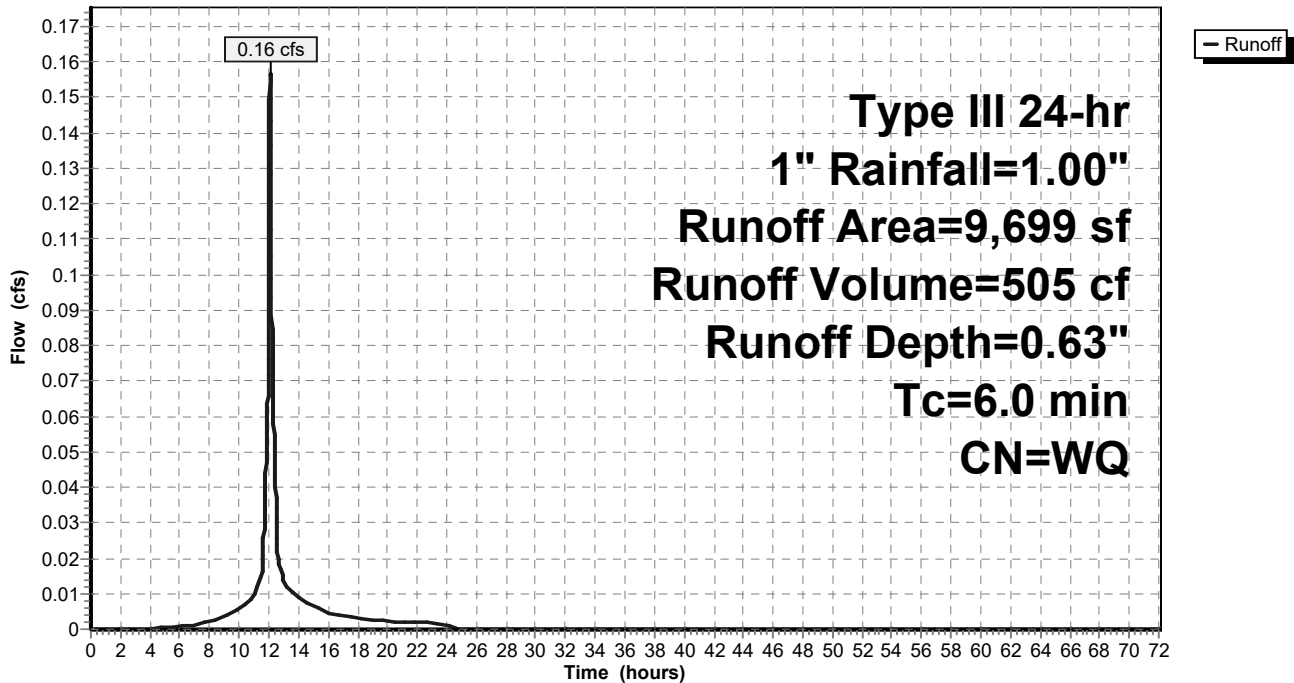 0.17
0.16
0.15
0.14
0.13
0.12
0.11
0.1
0.09
0.08
0.07
0.06
0.05
0.04
0.03
0.02
0.01
0
Flow (cfs)
0.16 cfs
Runoff
Type III 24-hr
1" Rainfall=1.00"
Runoff Area=9,699 sf
Runoff Volume=505 cf
Runoff Depth=0.63"
Tc=6.0 min
CN=WQ
0 2 4 6 8 10 12 14 16 18 20 22 24 26 28 30 32 34 36 38 40 42 44 46 48 50 52 54 56 58 60 62 64 66 68 70 72
Time (hours)